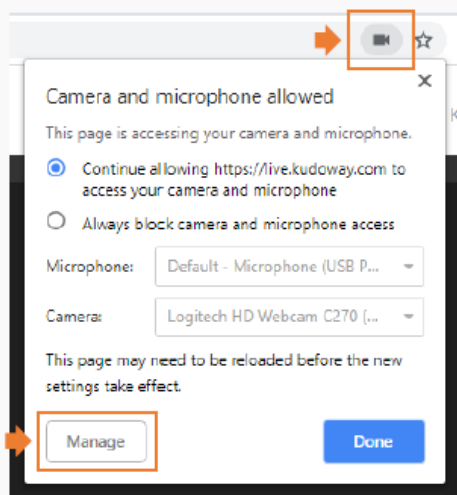 Camera and microphone allowed
K
This page is accessing your camera and microphone.
Continue allowing https://live.kudoway.com to
access your camera and microphone
Always block camera and microphone access
Microphone: Default - Microphone (USB P...
Camera: Logitech HD Webcam C270 (...
This page may need to be reloaded before the new
settings take effect.
Manage Done